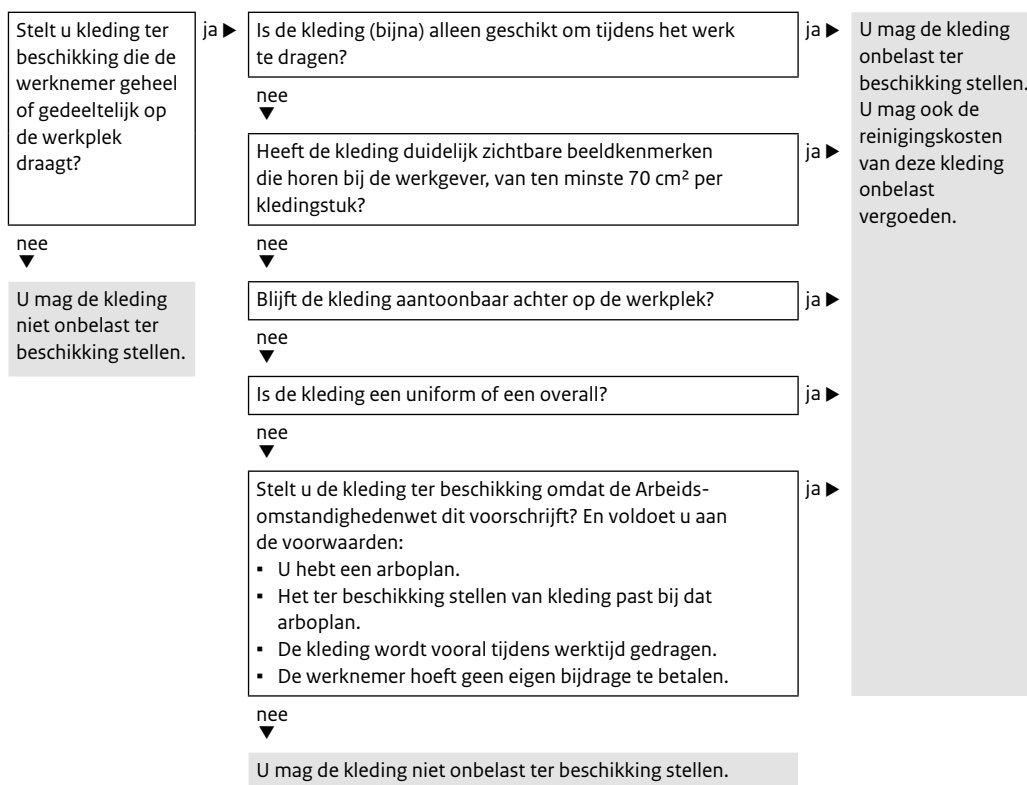 Stelt u kleding ter
beschikking die de
werknemer geheel
of gedeeltelijk op
de werkplek
draagt?
ja ▶
nee
▼
U mag de kleding
niet onbelast ter
beschikking stellen.
Is de kleding (bijna) alleen geschikt om tijdens het werk
te dragen?
ja ▶
nee
▼
Heeft de kleding duidelijk zichtbare beeldkenmerken
die horen bij de werkgever, van ten minste 70 cm² per
kledingstuk?
ja ▶
nee
▼
Blijft de kleding aantoonbaar achter op de werkplek?
ja ▶
nee
▼
Is de kleding een uniform of een overall?
ja ▶
nee
▼
Stelt u de kleding ter beschikking omdat de Arbeids-
omstandighedenwet dit voorschrijft? En voldoet u aan
de voorwaarden:
▪ U hebt een arboplan.
▪ Het ter beschikking stellen van kleding past bij dat
arboplan.
▪ De kleding wordt vooral tijdens werktijd gedragen.
▪ De werknemer hoeft geen eigen bijdrage te betalen.
ja ▶
nee
▼
U mag de kleding niet onbelast ter beschikking stellen.
U mag de kleding
onbelast ter
beschikking stellen.
U mag ook de
reinigingskosten
van deze kleding
onbelast
vergoeden.